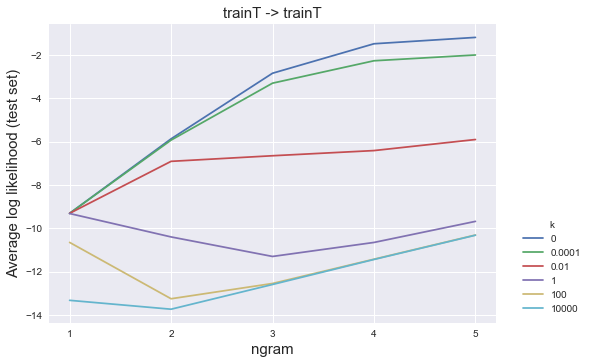 trainT -> trainT
Average log likelihood (test set)
−2
−4
−6
−8
−10
−12
−14
1 2 3 4 5
ngram
k
0
0.0001
0.01
1
100
10000